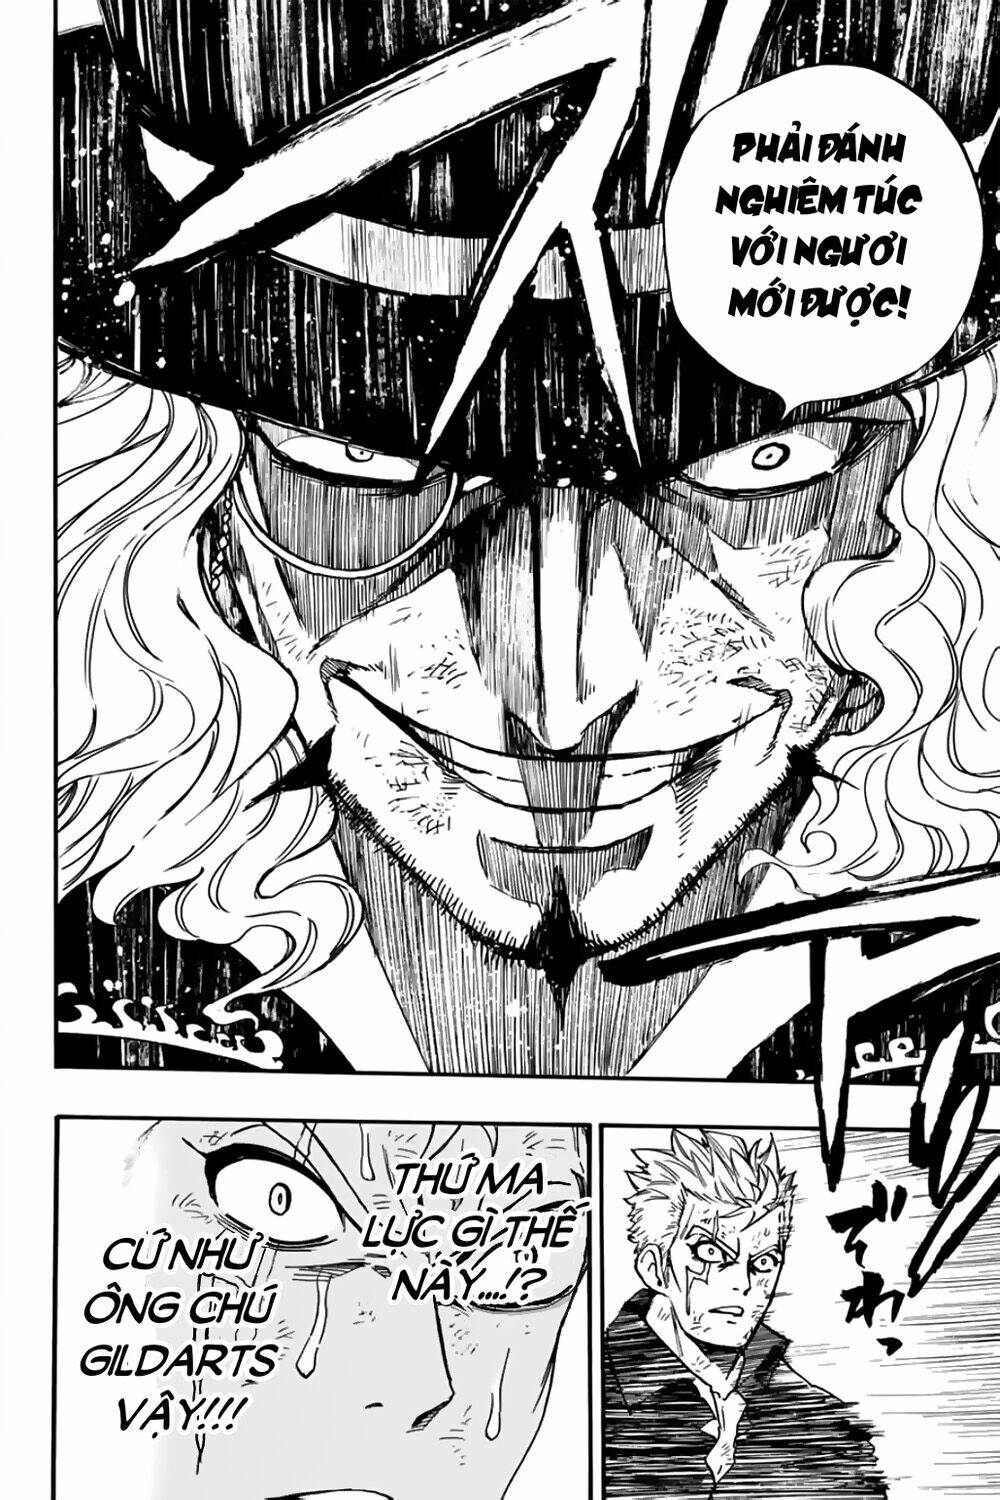 PHẢI ĐÁNH
NGHIÊM TÚC
VỚI NGƯƠI
MỚI ĐƯỢC!
THỨ MA
LỰC GÌ THẾ
NÀY....!?
CỨ NHƯ
ÔNG CHÚ
GILDARTS
VẬY!!!